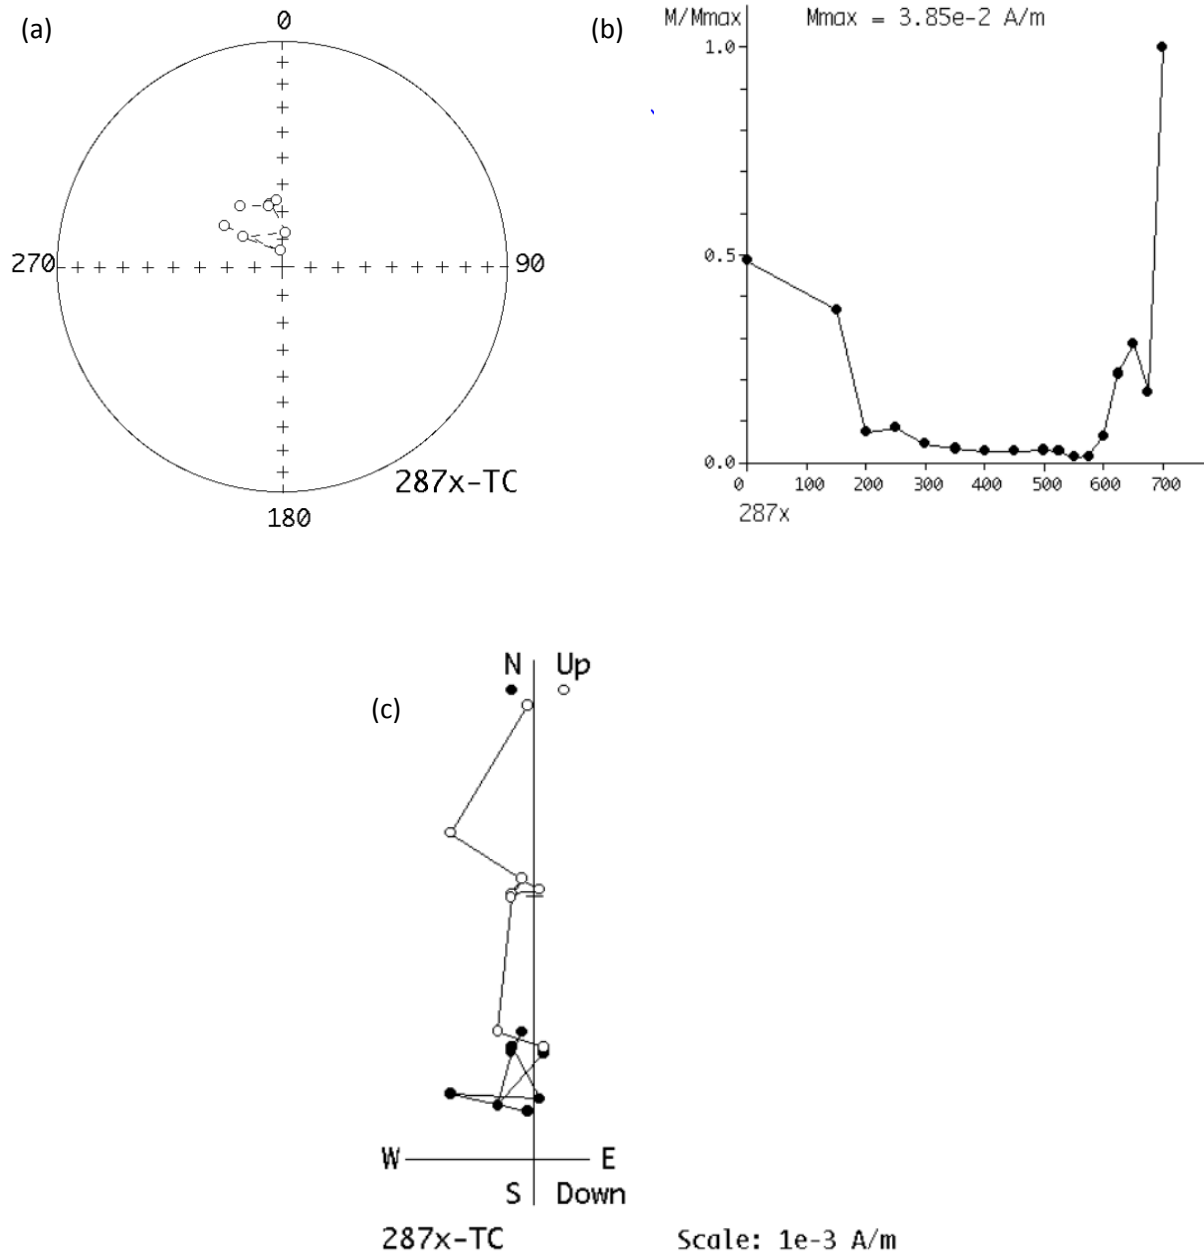 (a)
0
270
90
180
287x-TC
(b)
M/Mmax
Mmax = 3.85e-2 A/m
1.0
0.5
0.0
0 100 200 300 400 500 600 700
287x
(c)
N Up
W E
S Down
287x-TC
Scale: 1e-3 A/m